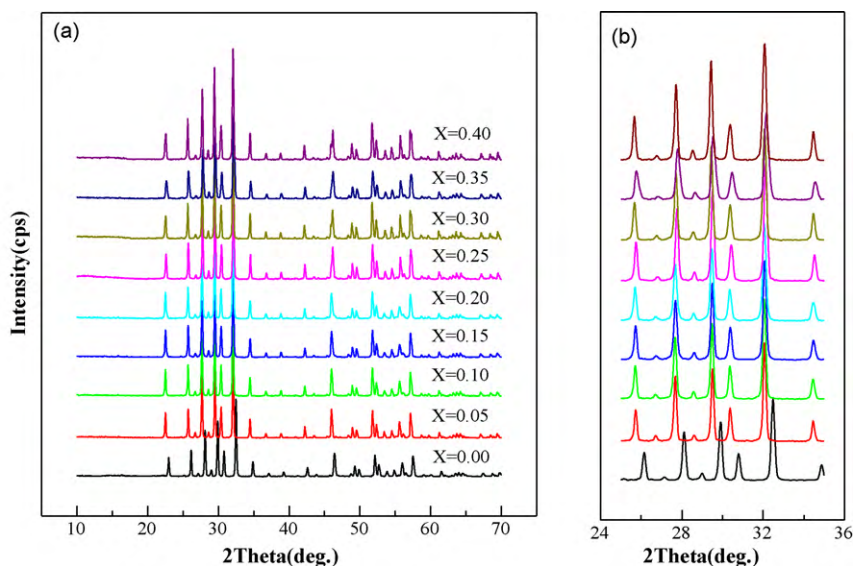 (a)
X=0.40
X=0.35
X=0.30
X=0.25
X=0.20
X=0.15
X=0.10
X=0.05
X=0.00
Intensity(cps)
10 20 30 40 50 60 70
2Theta(deg.)
(b)
24 28 32 36
2Theta(deg.)